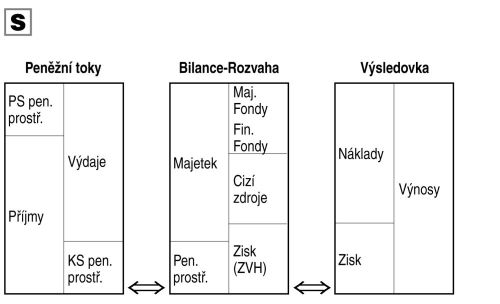 S
Peněžní toky
PS pen.
prostř.
Příjmy
Výdaje
KS pen.
prostř.
Bilance-Rozvaha
Majetek
Pen.
prostř.
Maj.
Fondy
Fin.
Fondy
Cizí
zdroje
Zisk
(ZVH)
Výsledovka
Náklady
Zisk
Výnosy